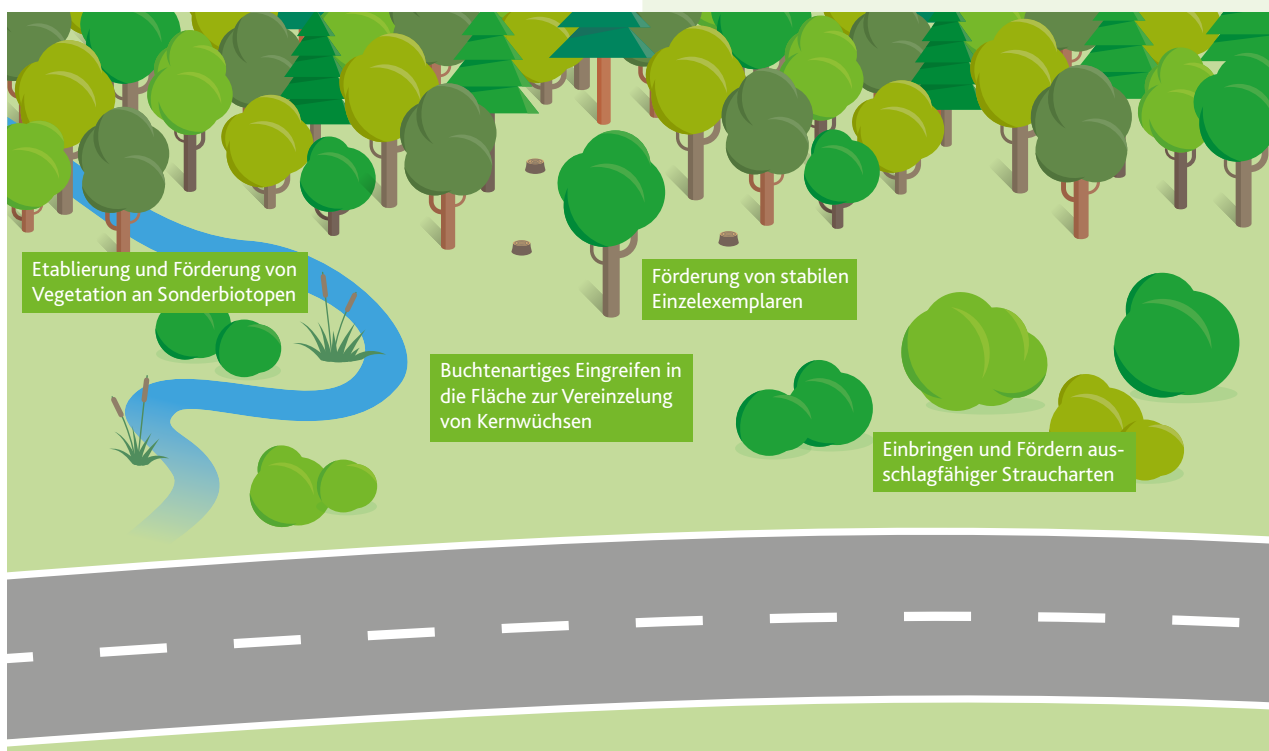 Etablierung und Förderung von
Vegetation an Sonderbiotopen
Förderung von stabilen
Einzelexemplaren
Buchtenartiges Eingreifen in
die Fläche zur Vereinzelung
von Kernwüchsen
Einbringen und Fördern aus-
schlagfähiger Straucharten